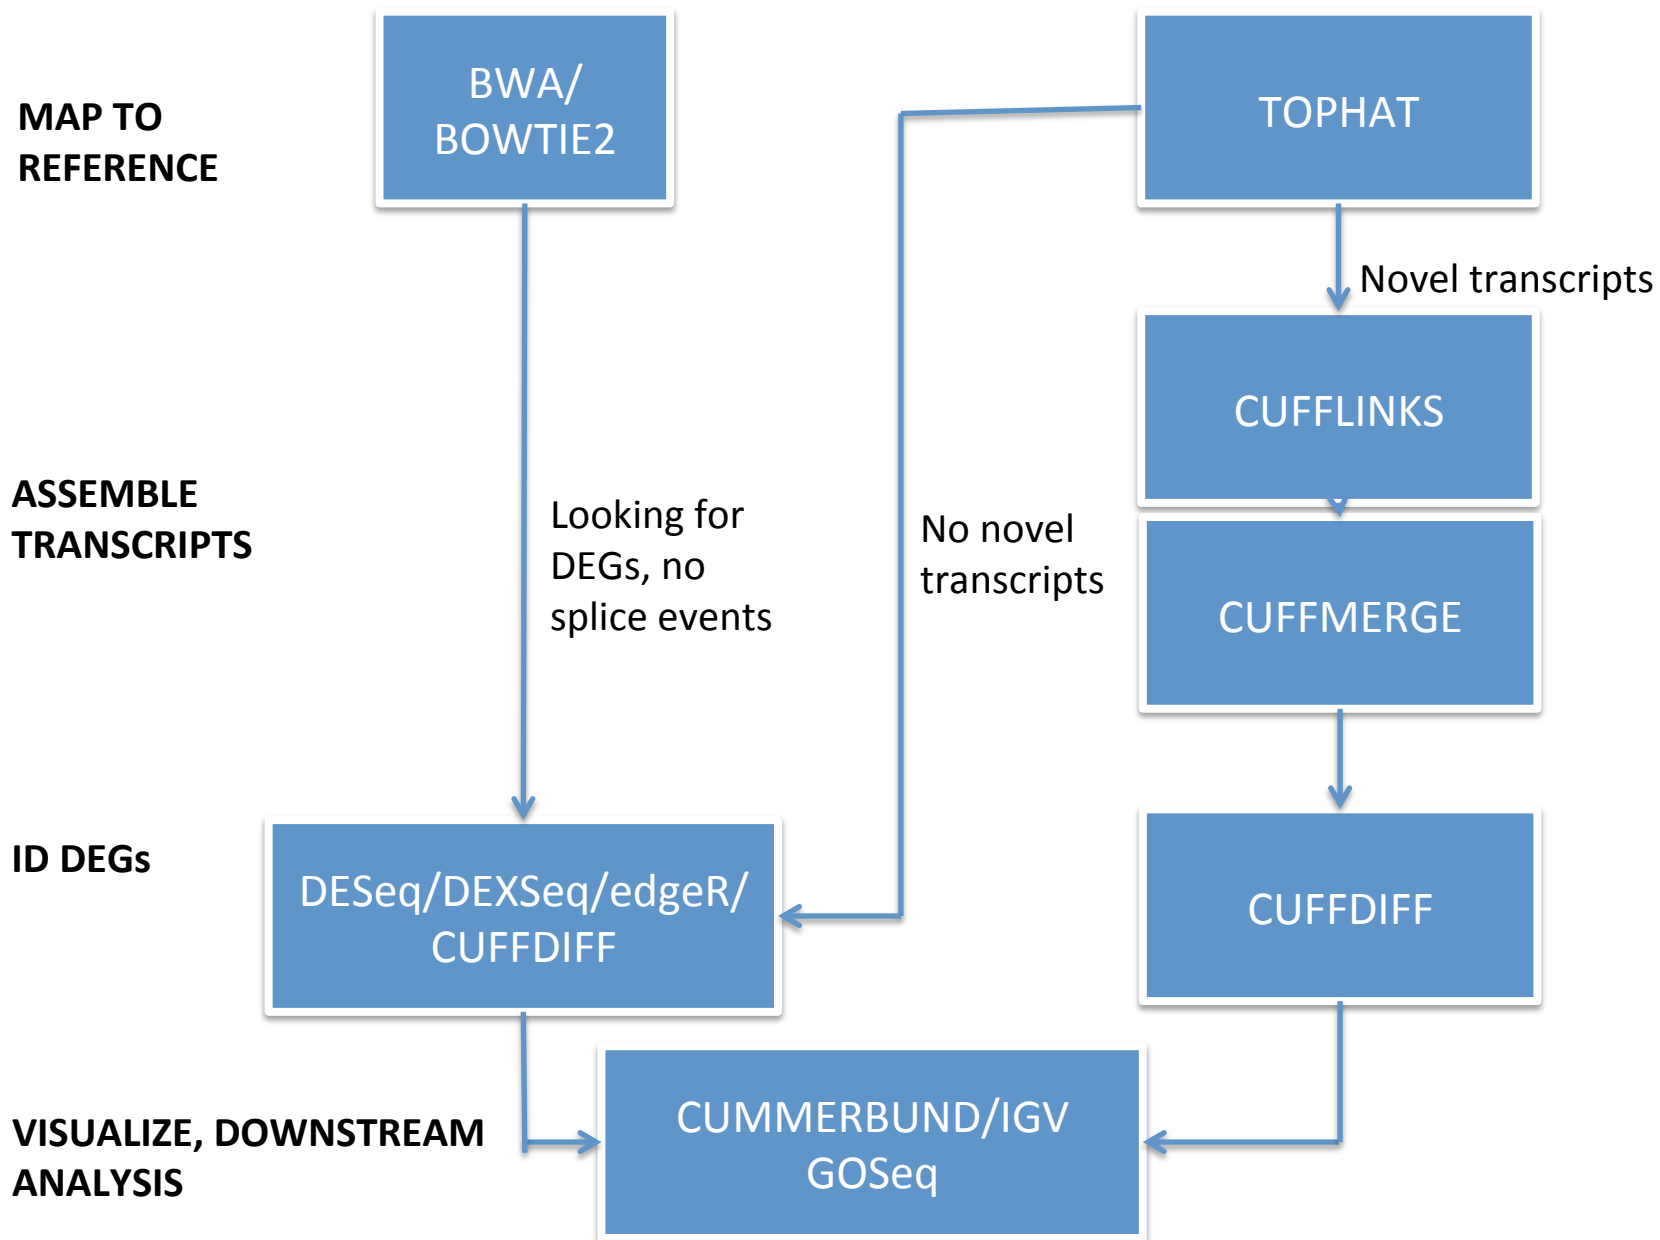 MAP TO
REFERENCE
BWA/
BOWTIE2
TOPHAT
Novel transcripts
CUFFLINKS
ASSEMBLE
TRANSCRIPTS
Looking for
DEGs, no
splice events
No novel
transcripts
CUFFMERGE
ID DEGs
DESeq/DEXSeq/edgeR/
CUFFDIFF
CUFFDIFF
VISUALIZE, DOWNSTREAM
ANALYSIS
CUMMERBUND/IGV
GOSeq